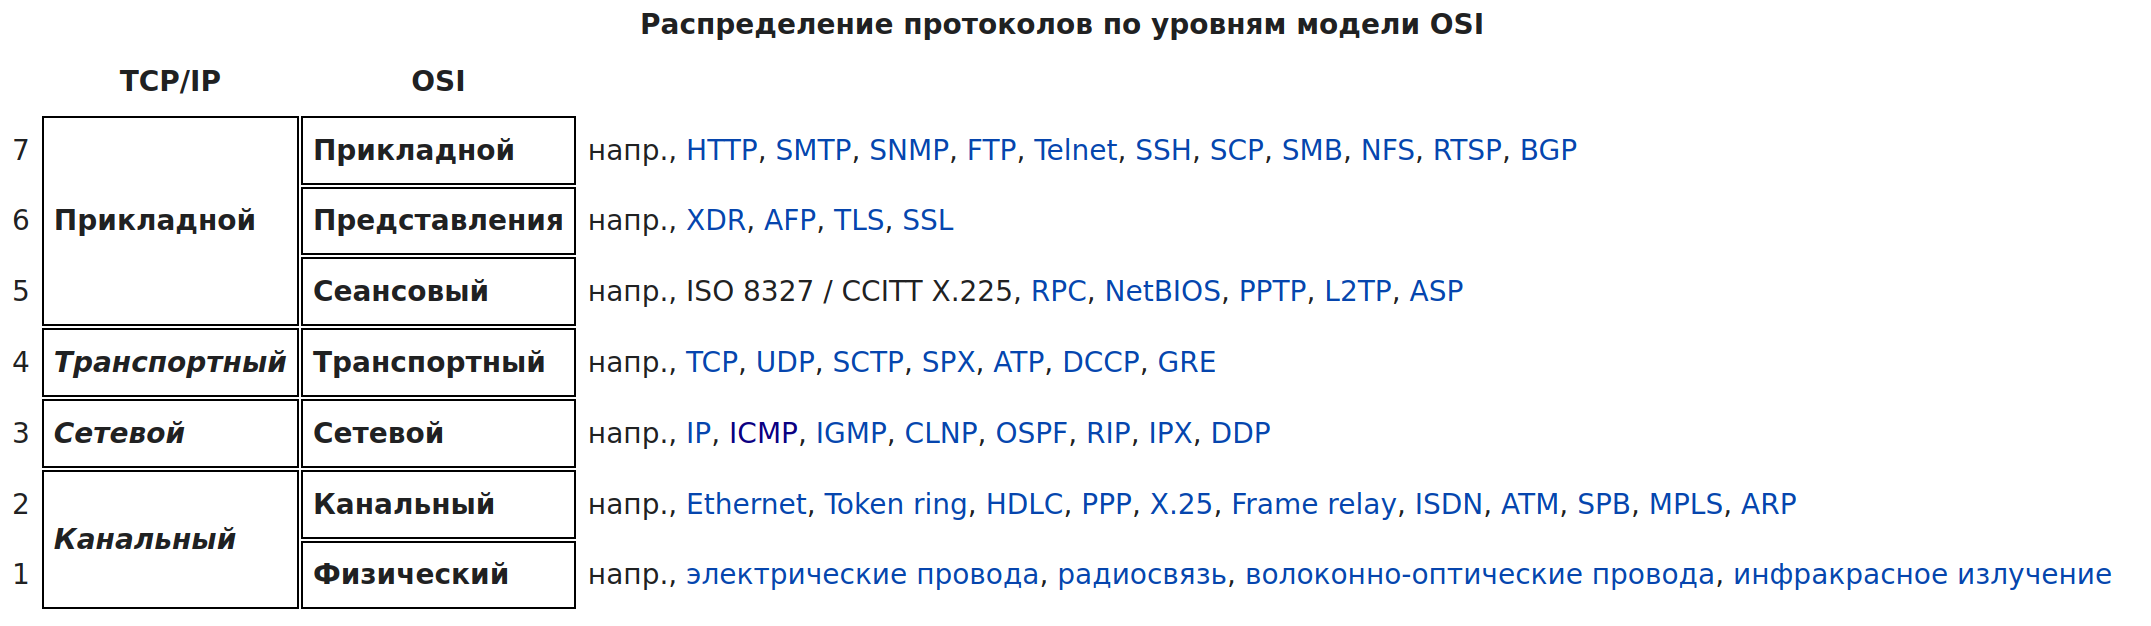 Распределение протоколов по уровням модели OSI
TCP/IP OSI
7 Прикладной напр., HTTP, SMTP, SNMP, FTP, Telnet, SSH, SCP, SMB, NFS, RTSP, BGP
6 Прикладной Представления напр., XDR, AFP, TLS, SSL
5 Сеансовый напр., ISO 8327 / CCITT X.225, RPC, NetBIOS, PPTP, L2TP, ASP
4 Транспортный Транспортный напр., TCP, UDP, SCTP, SPX, ATP, DCCP, GRE
3 Сетевой Сетевой напр., IP, ICMP, IGMP, CLNP, OSPF, RIP, IPX, DDP
2 Канальный напр., Ethernet, Token ring, HDLC, PPP, X.25, Frame relay, ISDN, ATM, SPB, MPLS, ARP
Канальный
1 Физический напр., электрические провода, радиосвязь, волоконно-оптические провода, инфракрасное излучение